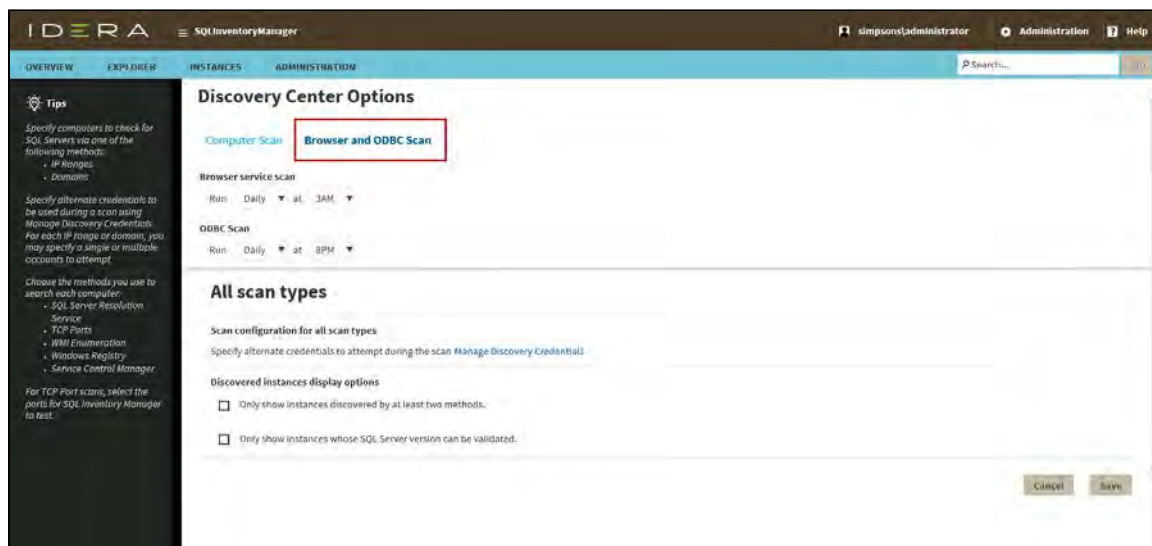 IDERA
SQLInventoryManager
simpsons\administrator
Administration
Help
OVERVIEW
EXPLORER
INSTANCES
ADMINISTRATION
Search...
Tips
Specify computers to check for
SQL Servers via one of the
following methods:
• IP Ranges
• Domains
Specify alternate credentials to
be used during a scan using
Manage Discovery Credentials.
For each IP range or domain, you
may specify a single or multiple
accounts to attempt.
Choose the methods you use to
search each computer:
• SQL Server Resolution
Service
• TCP Ports
• WMI Enumeration
• Windows Registry
• Service Control Manager
For TCP Port scans, select the
ports for SQL Inventory Manager
to test.
Discovery Center Options
Computer Scan
Browser and ODBC Scan
Browser service scan
Run Daily at 3AM
ODBC Scan
Run Daily at 8PM
All scan types
Scan configuration for all scan types
Specify alternate credentials to attempt during the scan Manage Discovery Credentials
Discovered instances display options
Only show instances discovered by at least two methods.
Only show instances whose SQL Server version can be validated.
Cancel
Save